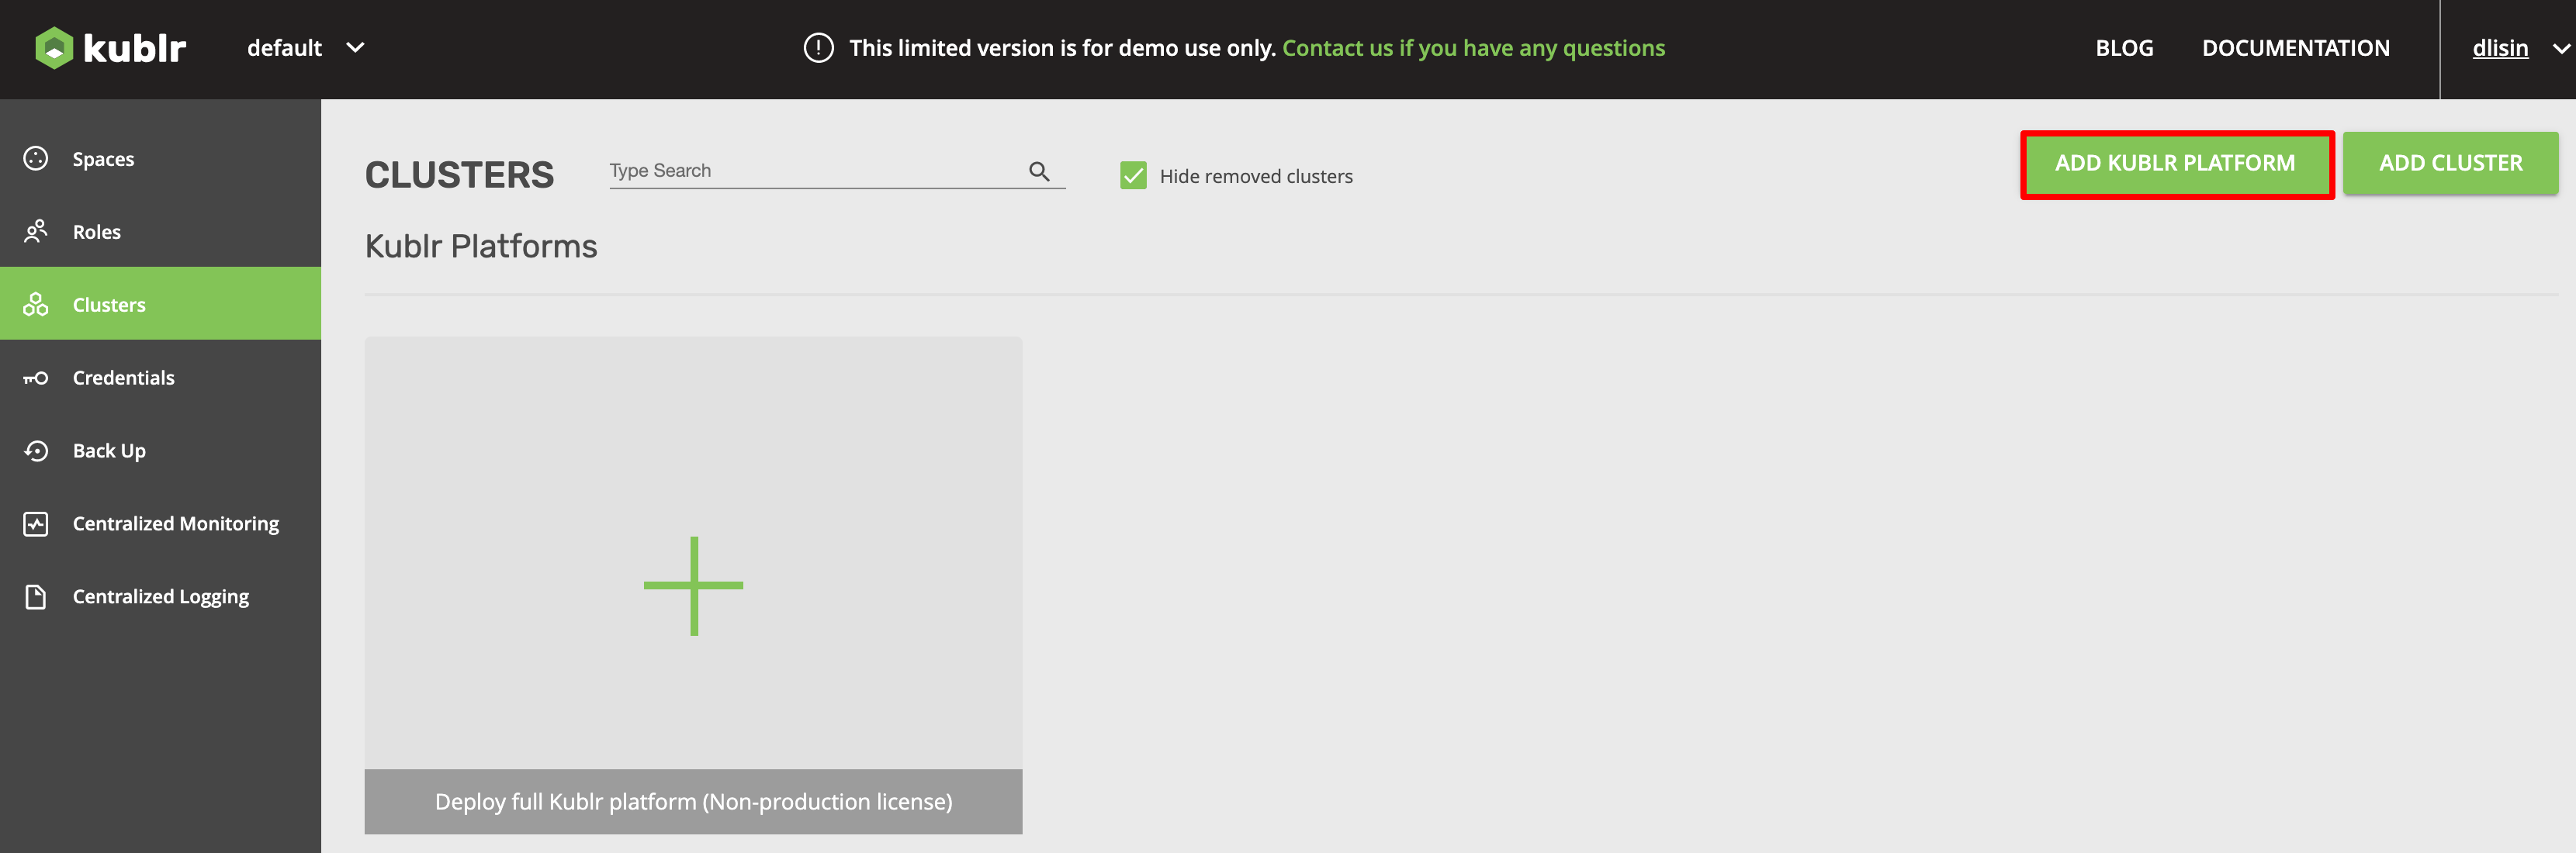 kublr
default
This limited version is for demo use only. Contact us if you have any questions
BLOG
DOCUMENTATION
dlisin
Spaces
Roles
Clusters
Credentials
Back Up
Centralized Monitoring
Centralized Logging
CLUSTERS
Type Search
Hide removed clusters
ADD KUBLR PLATFORM
ADD CLUSTER
Kublr Platforms
Deploy full Kublr platform (Non-production license)